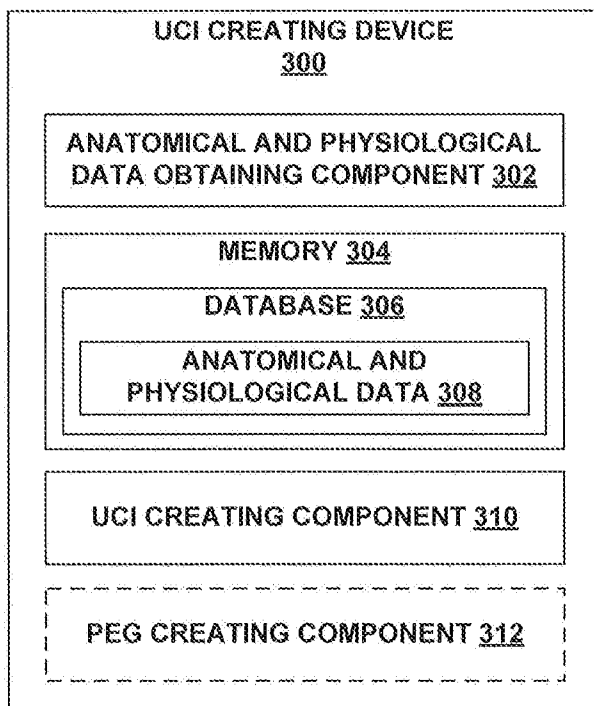 UCI CREATING DEVICE
300
ANATOMICAL AND PHYSIOLOGICAL
DATA OBTAINING COMPONENT 302
MEMORY 304
DATABASE 306
ANATOMICAL AND
PHYSIOLOGICAL DATA 308
UCI CREATING COMPONENT 310
PEG CREATING COMPONENT 312